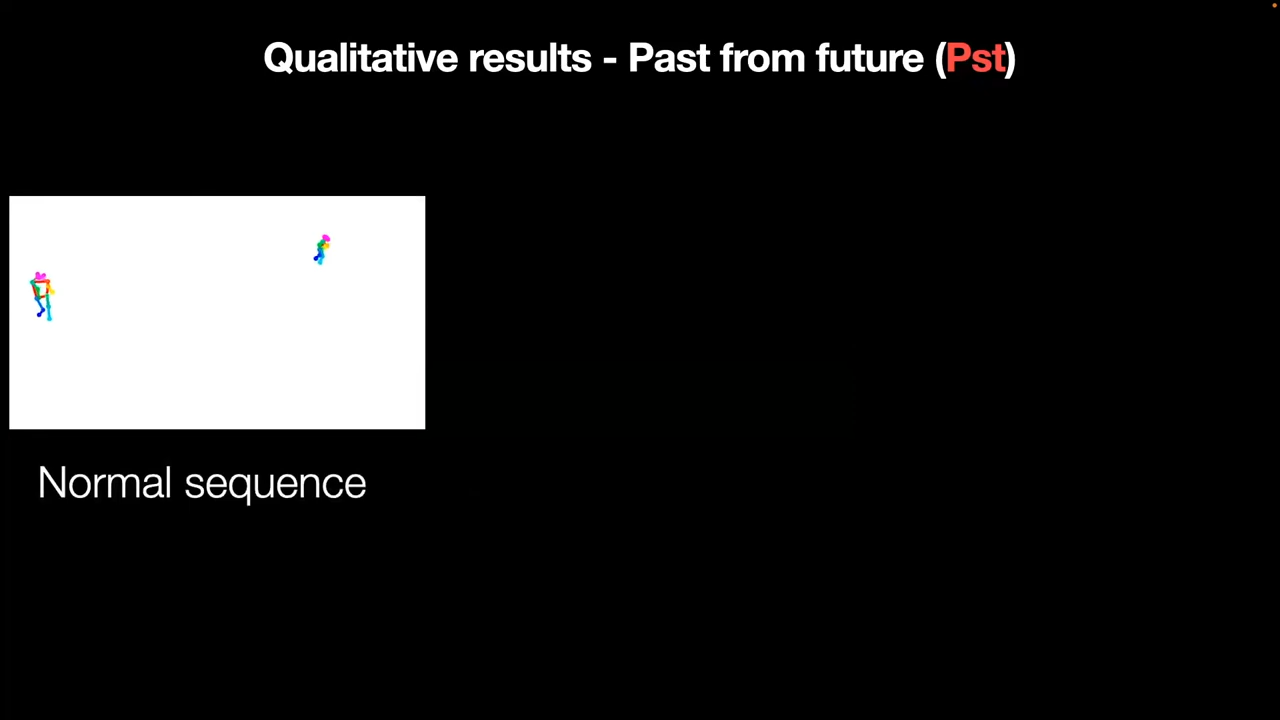 Qualitative results - Past from future (Pst)
Normal sequence